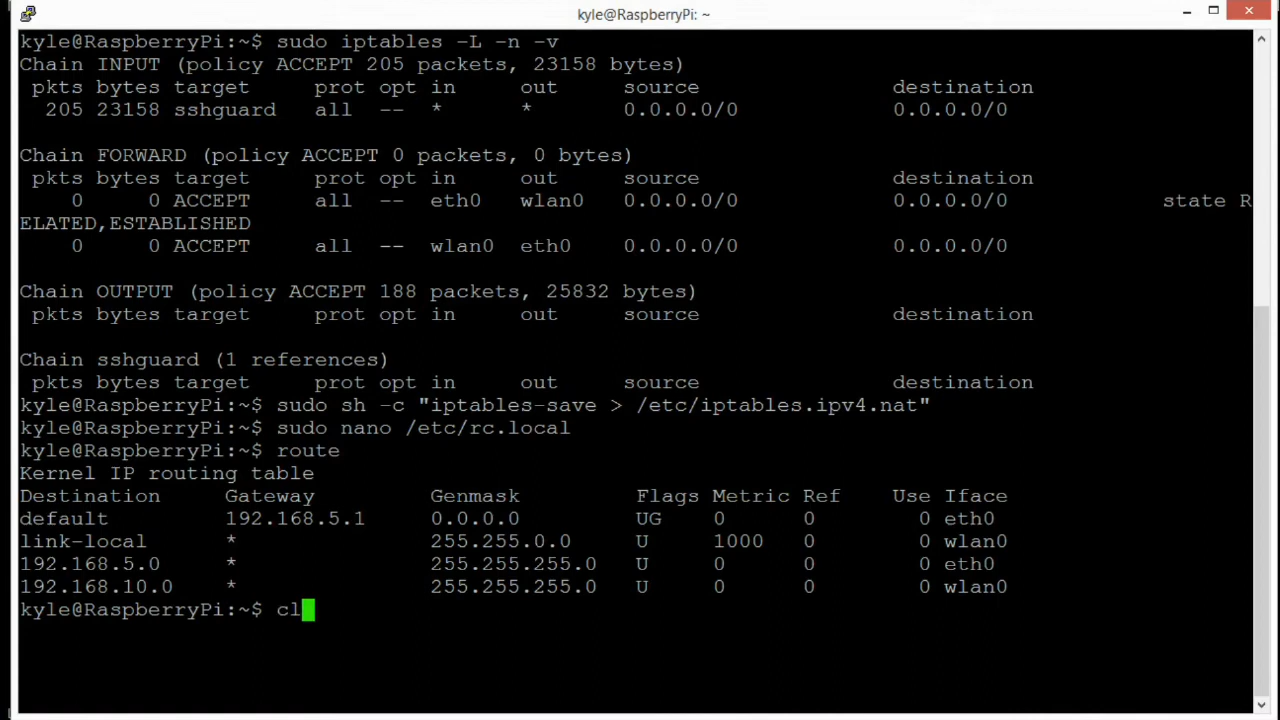 kyle@RaspberryPi: ~
kyle@RaspberryPi:~$ sudo iptables -L -n -v
Chain INPUT (policy ACCEPT 205 packets, 23158 bytes)
 pkts bytes target     prot opt in     out     source               destination
  205 23158 sshguard   all  --  *      *       0.0.0.0/0            0.0.0.0/0
Chain FORWARD (policy ACCEPT 0 packets, 0 bytes)
 pkts bytes target     prot opt in     out     source               destination
    0     0 ACCEPT     all  --  eth0   wlan0   0.0.0.0/0            0.0.0.0/0            state R
ELATED,ESTABLISHED
    0     0 ACCEPT     all  --  wlan0  eth0    0.0.0.0/0            0.0.0.0/0
Chain OUTPUT (policy ACCEPT 188 packets, 25832 bytes)
 pkts bytes target     prot opt in     out     source               destination
Chain sshguard (1 references)
 pkts bytes target     prot opt in     out     source               destination
kyle@RaspberryPi:~$ sudo sh -c "iptables-save > /etc/iptables.ipv4.nat"
kyle@RaspberryPi:~$ sudo nano /etc/rc.local
kyle@RaspberryPi:~$ route
Kernel IP routing table
Destination     Gateway         Genmask         Flags Metric Ref    Use Iface
default         192.168.5.1     0.0.0.0         UG    0      0        0 eth0
link-local      *               255.255.0.0     U     1000   0        0 wlan0
192.168.5.0     *               255.255.255.0   U     0      0        0 eth0
192.168.10.0    *               255.255.255.0   U     0      0        0 wlan0
kyle@RaspberryPi:~$ cl